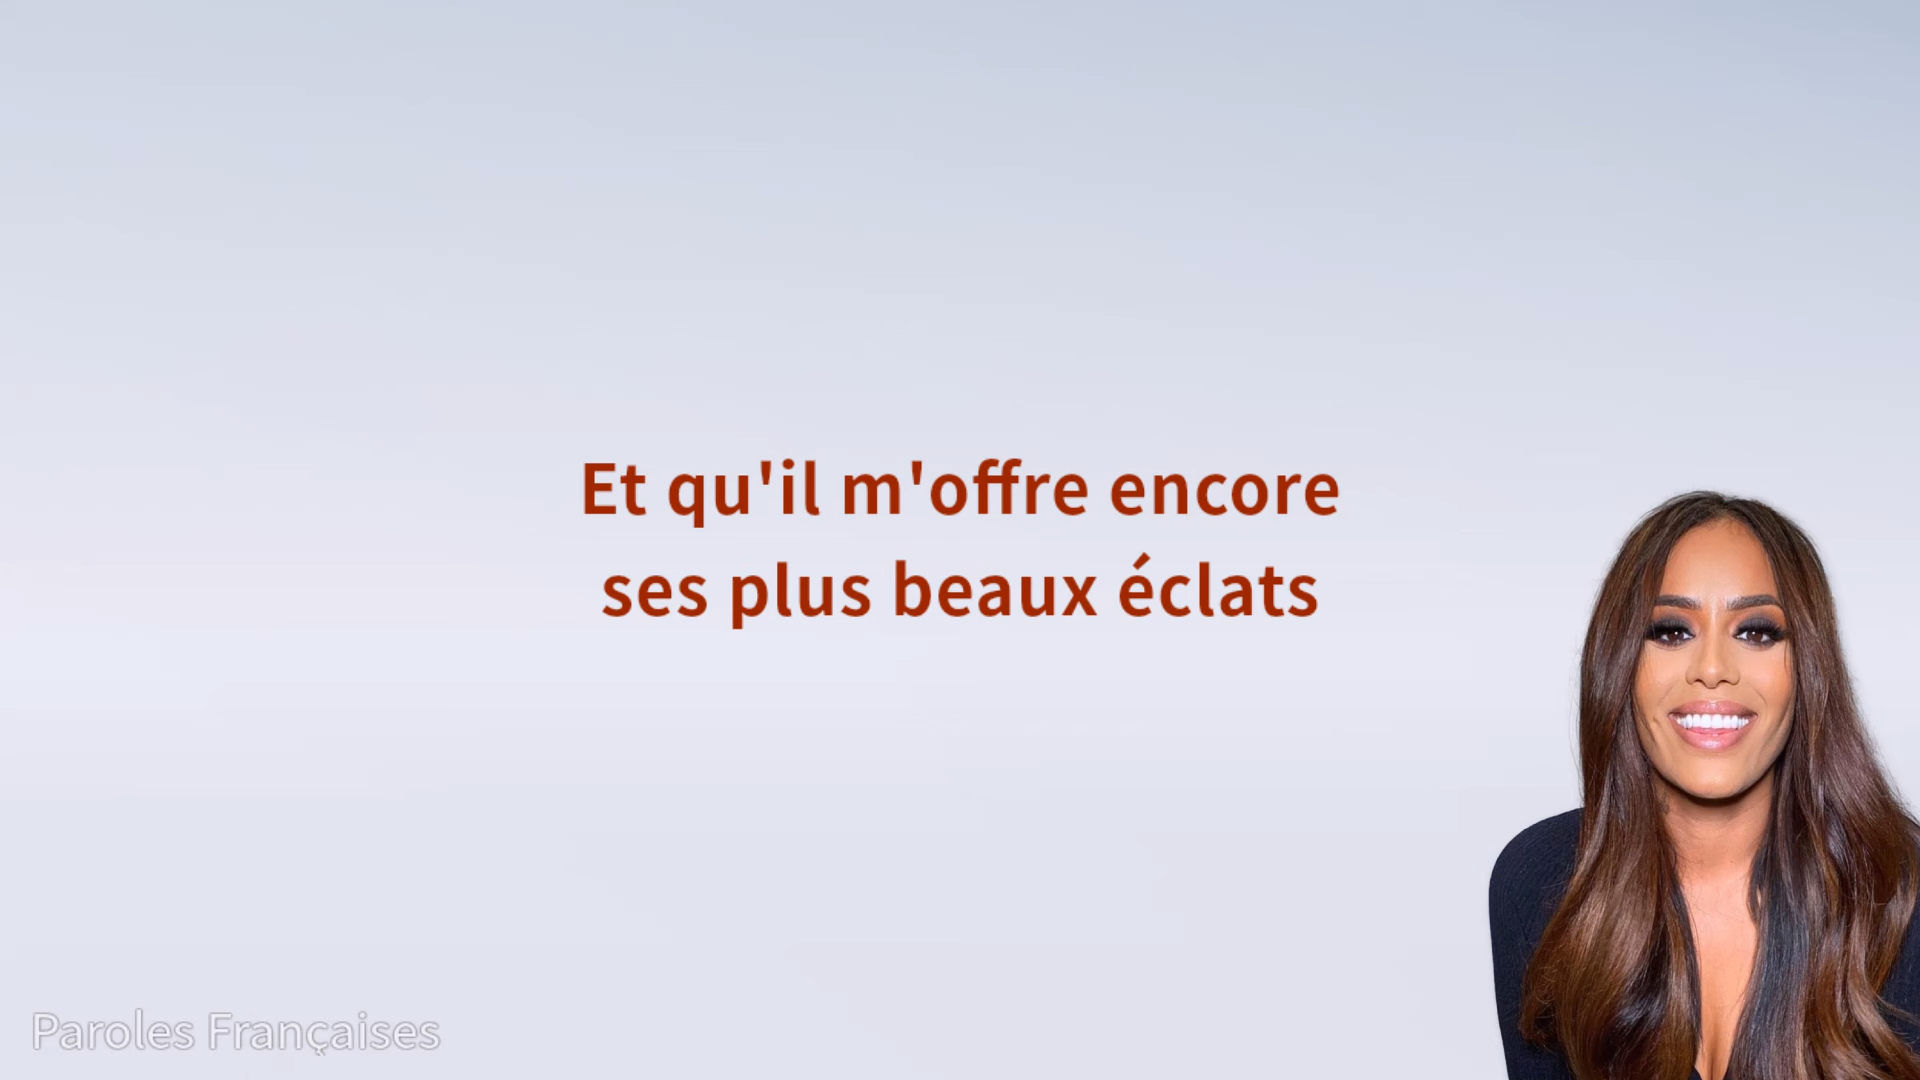 Et qu'il m'offre encore
ses plus beaux éclats
Paroles Françaises